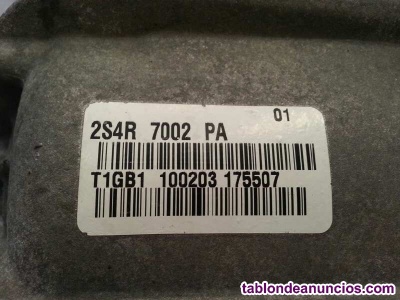 01
2S4R 7002 PA
T1GB1 100203 175507
tablondeanuncios.com